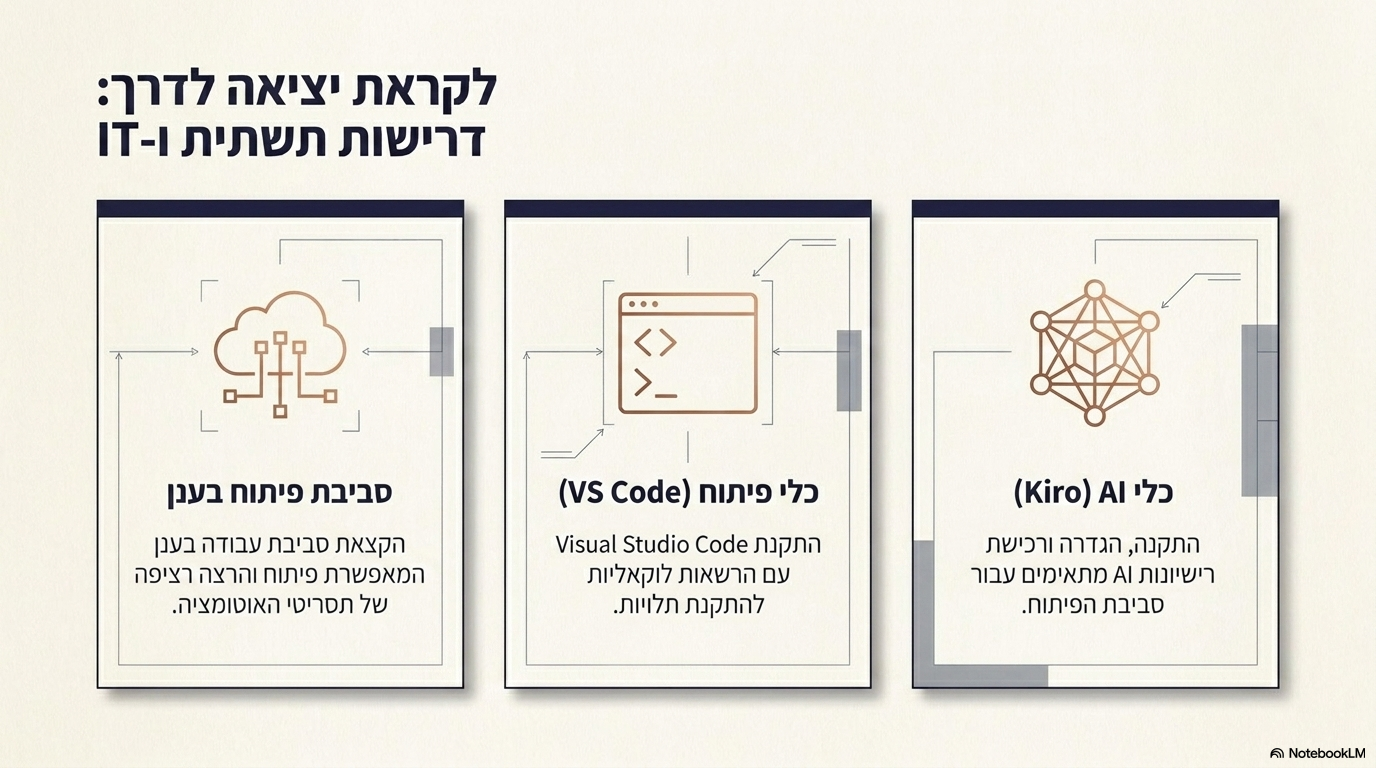 לקראת יציאה לדרך:
דרישות תשתית ו-IT
כלי AI (Kiro)
התקנה, הגדרה ורכישת
רישיונות AI מתאימים עבור
סביבת הפיתוח.
כלי פיתוח (VS Code)
התקנת Visual Studio Code
עם הרשאות לוקאליות
להתקנת תלויות.
סביבת פיתוח בענן
הקצאת סביבת עבודה בענן
המאפשרת פיתוח והרצה רציפה
של תסריטי האוטומציה.
NotebookLM